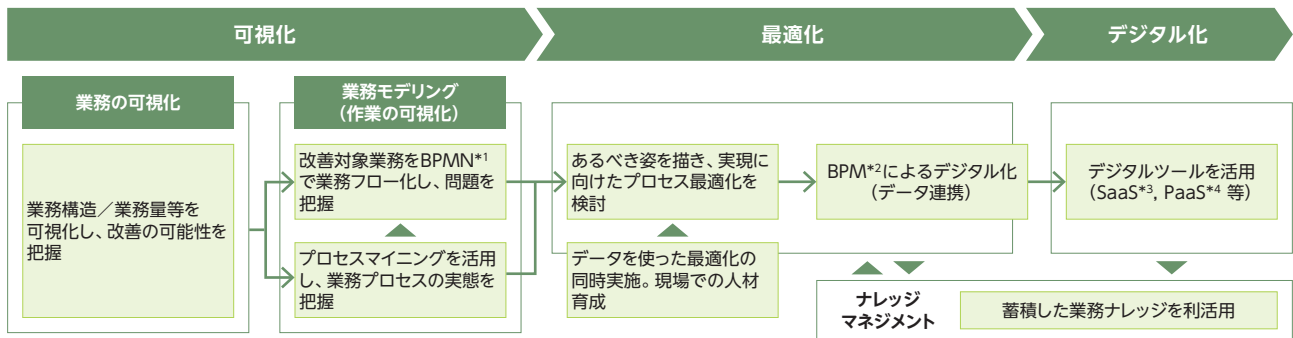 可視化
最適化
デジタル化
業務の可視化
業務構造／業務量等を
可視化し、改善の可能性を
把握
業務モデリング
（作業の可視化）
改善対象業務をBPMN*1
で業務フロー化し、問題を
把握
プロセスマイニングを活用
し、業務プロセスの実態を
把握
あるべき姿を描き、実現に
向けたプロセス最適化を
検討
データを使った最適化の
同時実施。現場での人材
育成
BPM*2によるデジタル化
（データ連携）
デジタルツールを活用
（SaaS*3, PaaS*4 等）
ナレッジ
マネジメント
蓄積した業務ナレッジを利活用